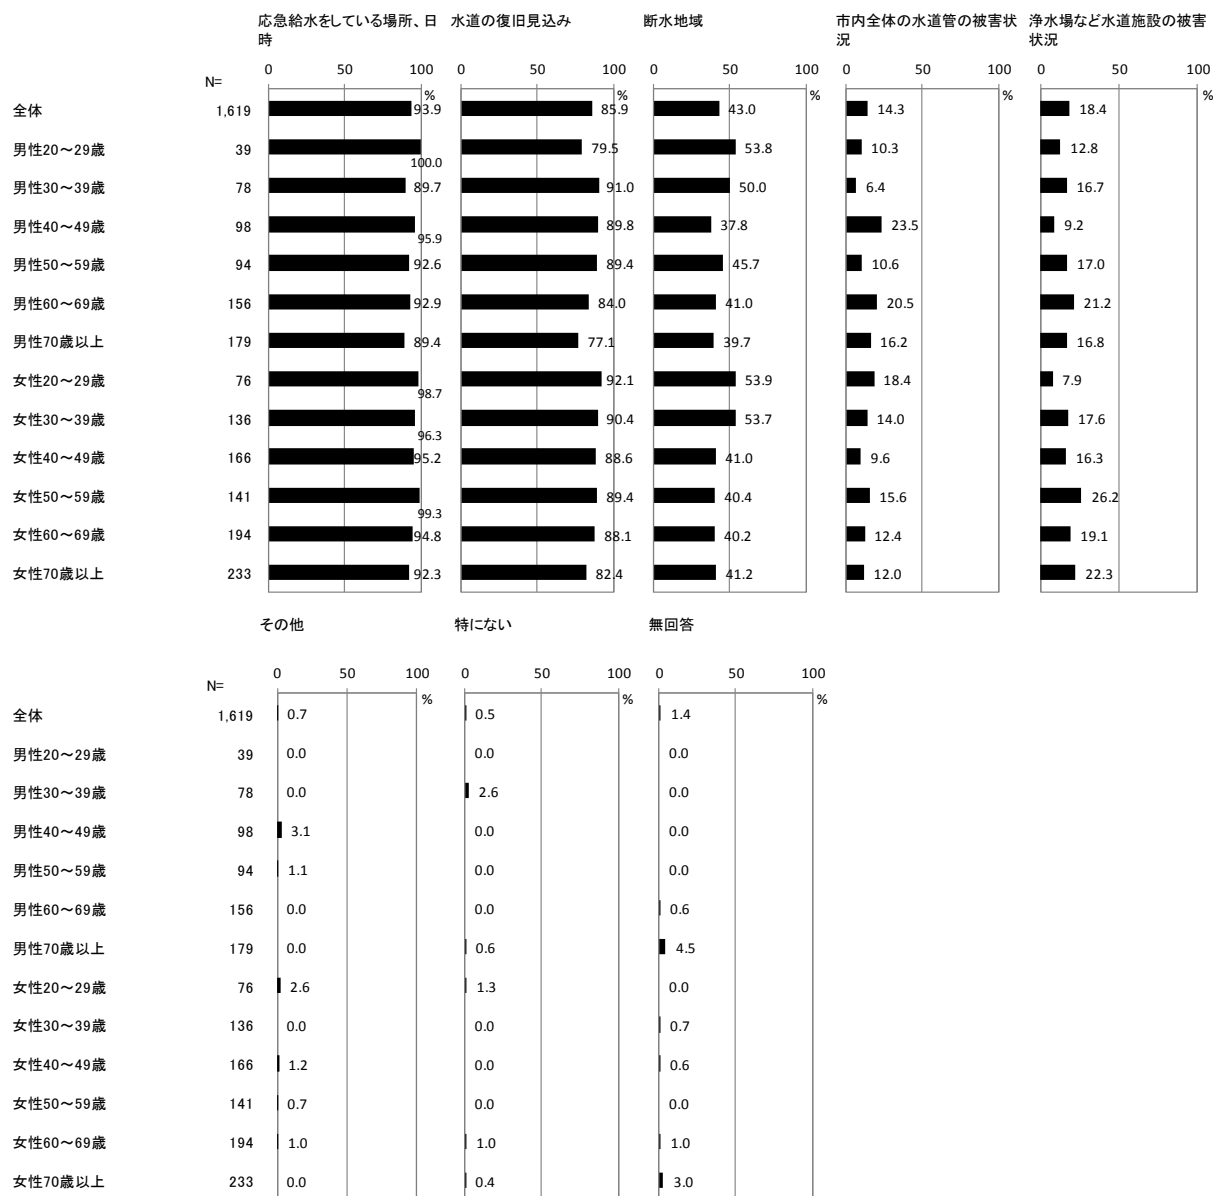 応急給水をしている場所、日 水道の復旧見込み 断水地域 市内全体の水道管の被害状 浄水場など水道施設の被害
時 況 状況
0 50 100 0 50 100 0 50 100 0 50 100 0 50 100
N= % % % % %
全体 1,619 93.9 85.9 43.0 14.3 18.4
男性20～29歳 39 100.0 79.5 53.8 10.3 12.8
男性30～39歳 78 89.7 91.0 50.0 6.4 16.7
男性40～49歳 98 95.9 89.8 37.8 23.5 9.2
男性50～59歳 94 92.6 89.4 45.7 10.6 17.0
男性60～69歳 156 92.9 84.0 41.0 20.5 21.2
男性70歳以上 179 89.4 77.1 39.7 16.2 16.8
女性20～29歳 76 98.7 92.1 53.9 18.4 7.9
女性30～39歳 136 96.3 90.4 53.7 14.0 17.6
女性40～49歳 166 95.2 88.6 41.0 9.6 16.3
女性50～59歳 141 99.3 89.4 40.4 15.6 26.2
女性60～69歳 194 94.8 88.1 40.2 12.4 19.1
女性70歳以上 233 92.3 82.4 41.2 12.0 22.3
その他 特にない 無回答
0 50 100 0 50 100 0 50 100
N= % % %
全体 1,619 0.7 0.5 1.4
男性20～29歳 39 0.0 0.0 0.0
男性30～39歳 78 0.0 2.6 0.0
男性40～49歳 98 3.1 0.0 0.0
男性50～59歳 94 1.1 0.0 0.0
男性60～69歳 156 0.0 0.0 0.6
男性70歳以上 179 0.0 0.6 4.5
女性20～29歳 76 2.6 1.3 0.0
女性30～39歳 136 0.0 0.0 0.7
女性40～49歳 166 1.2 0.0 0.6
女性50～59歳 141 0.7 0.0 0.0
女性60～69歳 194 1.0 1.0 1.0
女性70歳以上 233 0.0 0.4 3.0